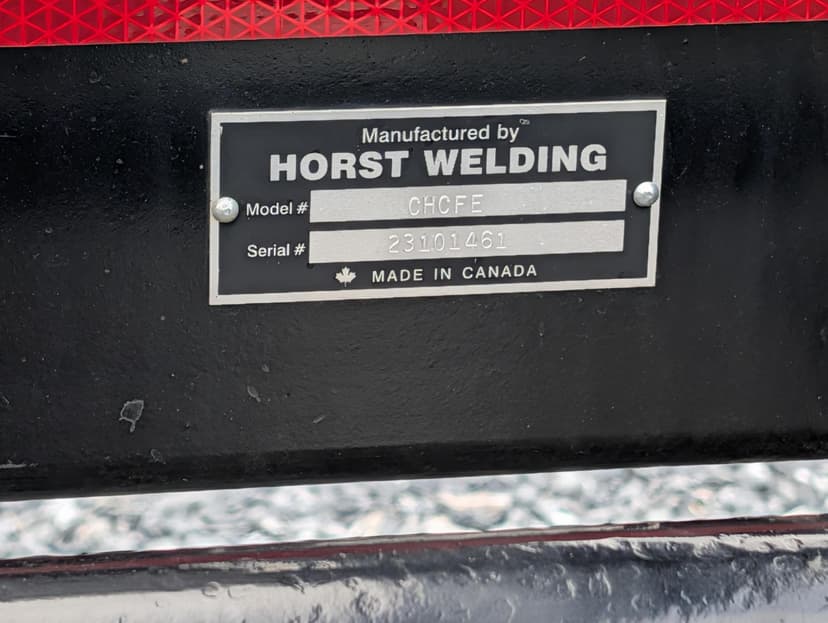 Manufactured by
HORST WELDING
Model # CHCFE
Serial # 23101461
MADE IN CANADA